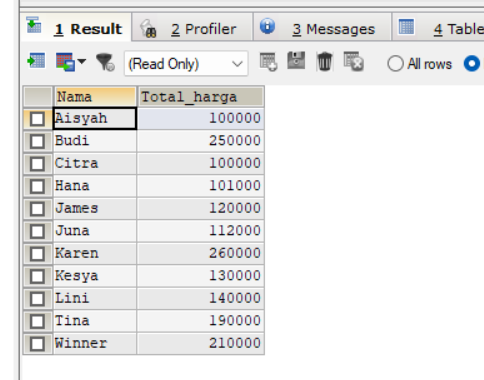 1 Result 2 Profiler 3 Messages 4 Table
(Read Only) All rows
Nama Total_harga
Aisyah 100000
Budi 250000
Citra 100000
Hana 101000
James 120000
Juna 112000
Karen 260000
Kesya 130000
Lini 140000
Tina 190000
Winner 210000